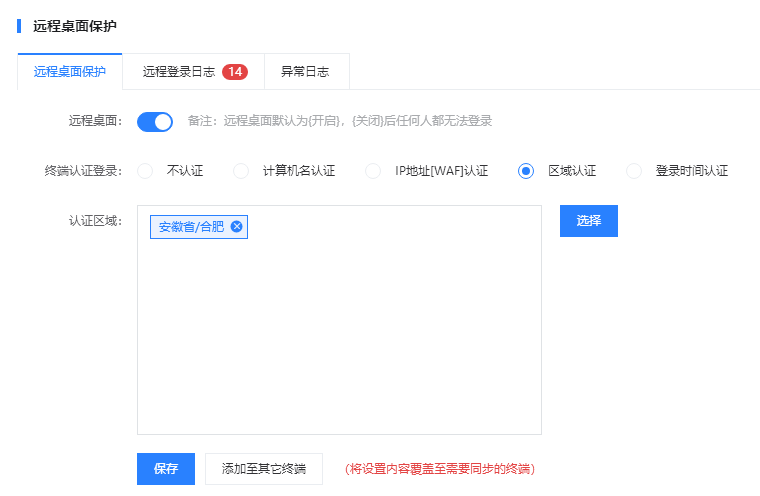 远程桌面保护
远程桌面保护 远程登录日志 14 异常日志
远程桌面： 备注：远程桌面默认为{开启}，{关闭}后任何人都无法登录
终端认证登录： 不认证 计算机名认证 IP地址[WAF]认证 区域认证 登录时间认证
认证区域： 安徽省/合肥 选择
保存 添加至其它终端 (将设置内容覆盖至需要同步的终端)